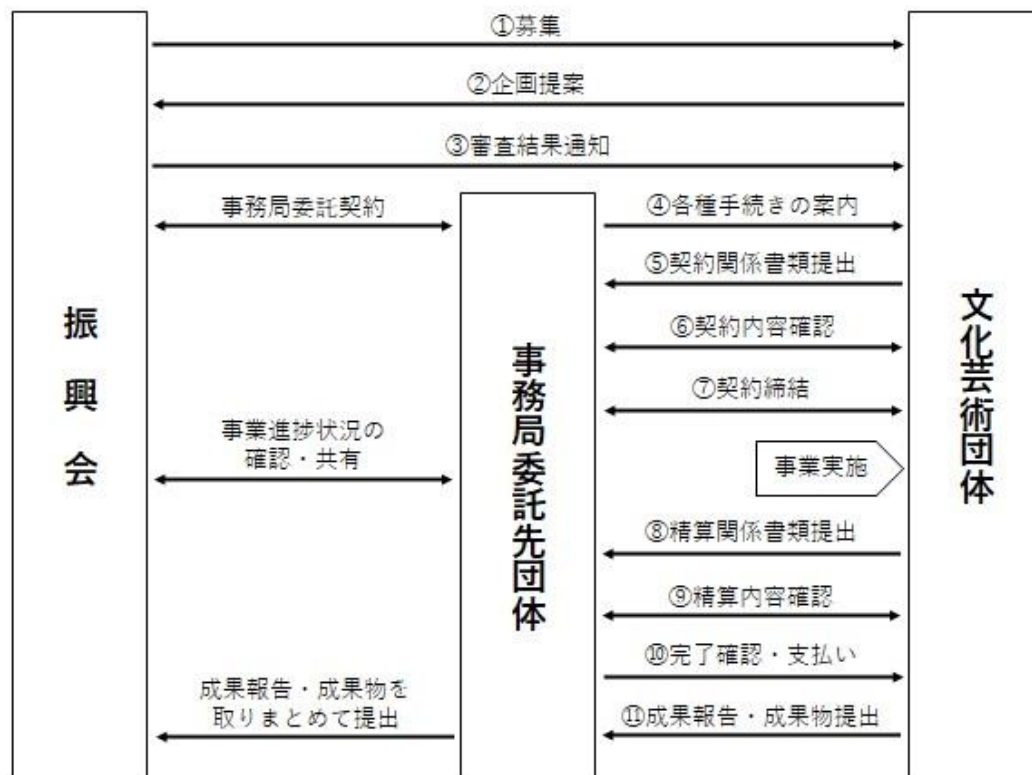 ①募集
②企画提案
③審査結果通知
事務局委託契約
④各種手続きの案内
⑤契約関係書類提出
⑥契約内容確認
⑦契約締結
振興会
事務局委託先団体
文化芸術団体
事業進捗状況の
確認・共有
事業実施
⑧精算関係書類提出
⑨精算内容確認
⑩完了確認・支払い
成果報告・成果物を
取りまとめて提出
⑪成果報告・成果物提出